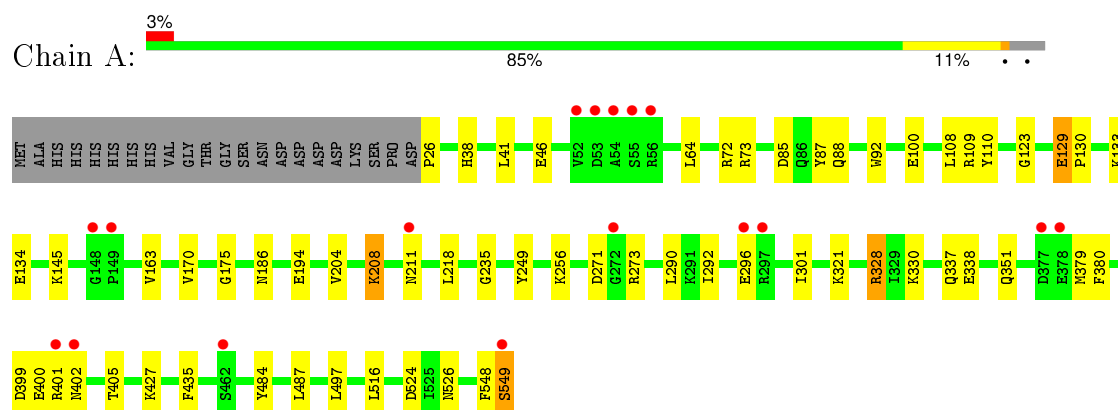 3%
Chain A:
85% 11% • •
MET ALA HIS HIS HIS HIS HIS HIS VAL GLY THR GLY SER ASN ASP ASP ASP ASP LYS SER PRO ASP P26 H38 L41 E46 V52 D53 A54 S55 R56 L64 R72 R73 D85 Q86 Y87 Q88 W92 E100 L108 R109 Y110 G123 E129 P130
E134 K145 G148 P149 V163 V170 G175 N186 E194 V204 K208 N211 L218 G235 Y249 K256 D271 G272 R273 L290 K291 I292 E296 R297 I301 K321 R328 I329 K330 Q337 E338 Q351 D377 E378 M379 F380
D399 E400 R401 N402 T405 K427 F435 S462 Y484 L487 L497 L516 D524 I525 N526 F548 S549